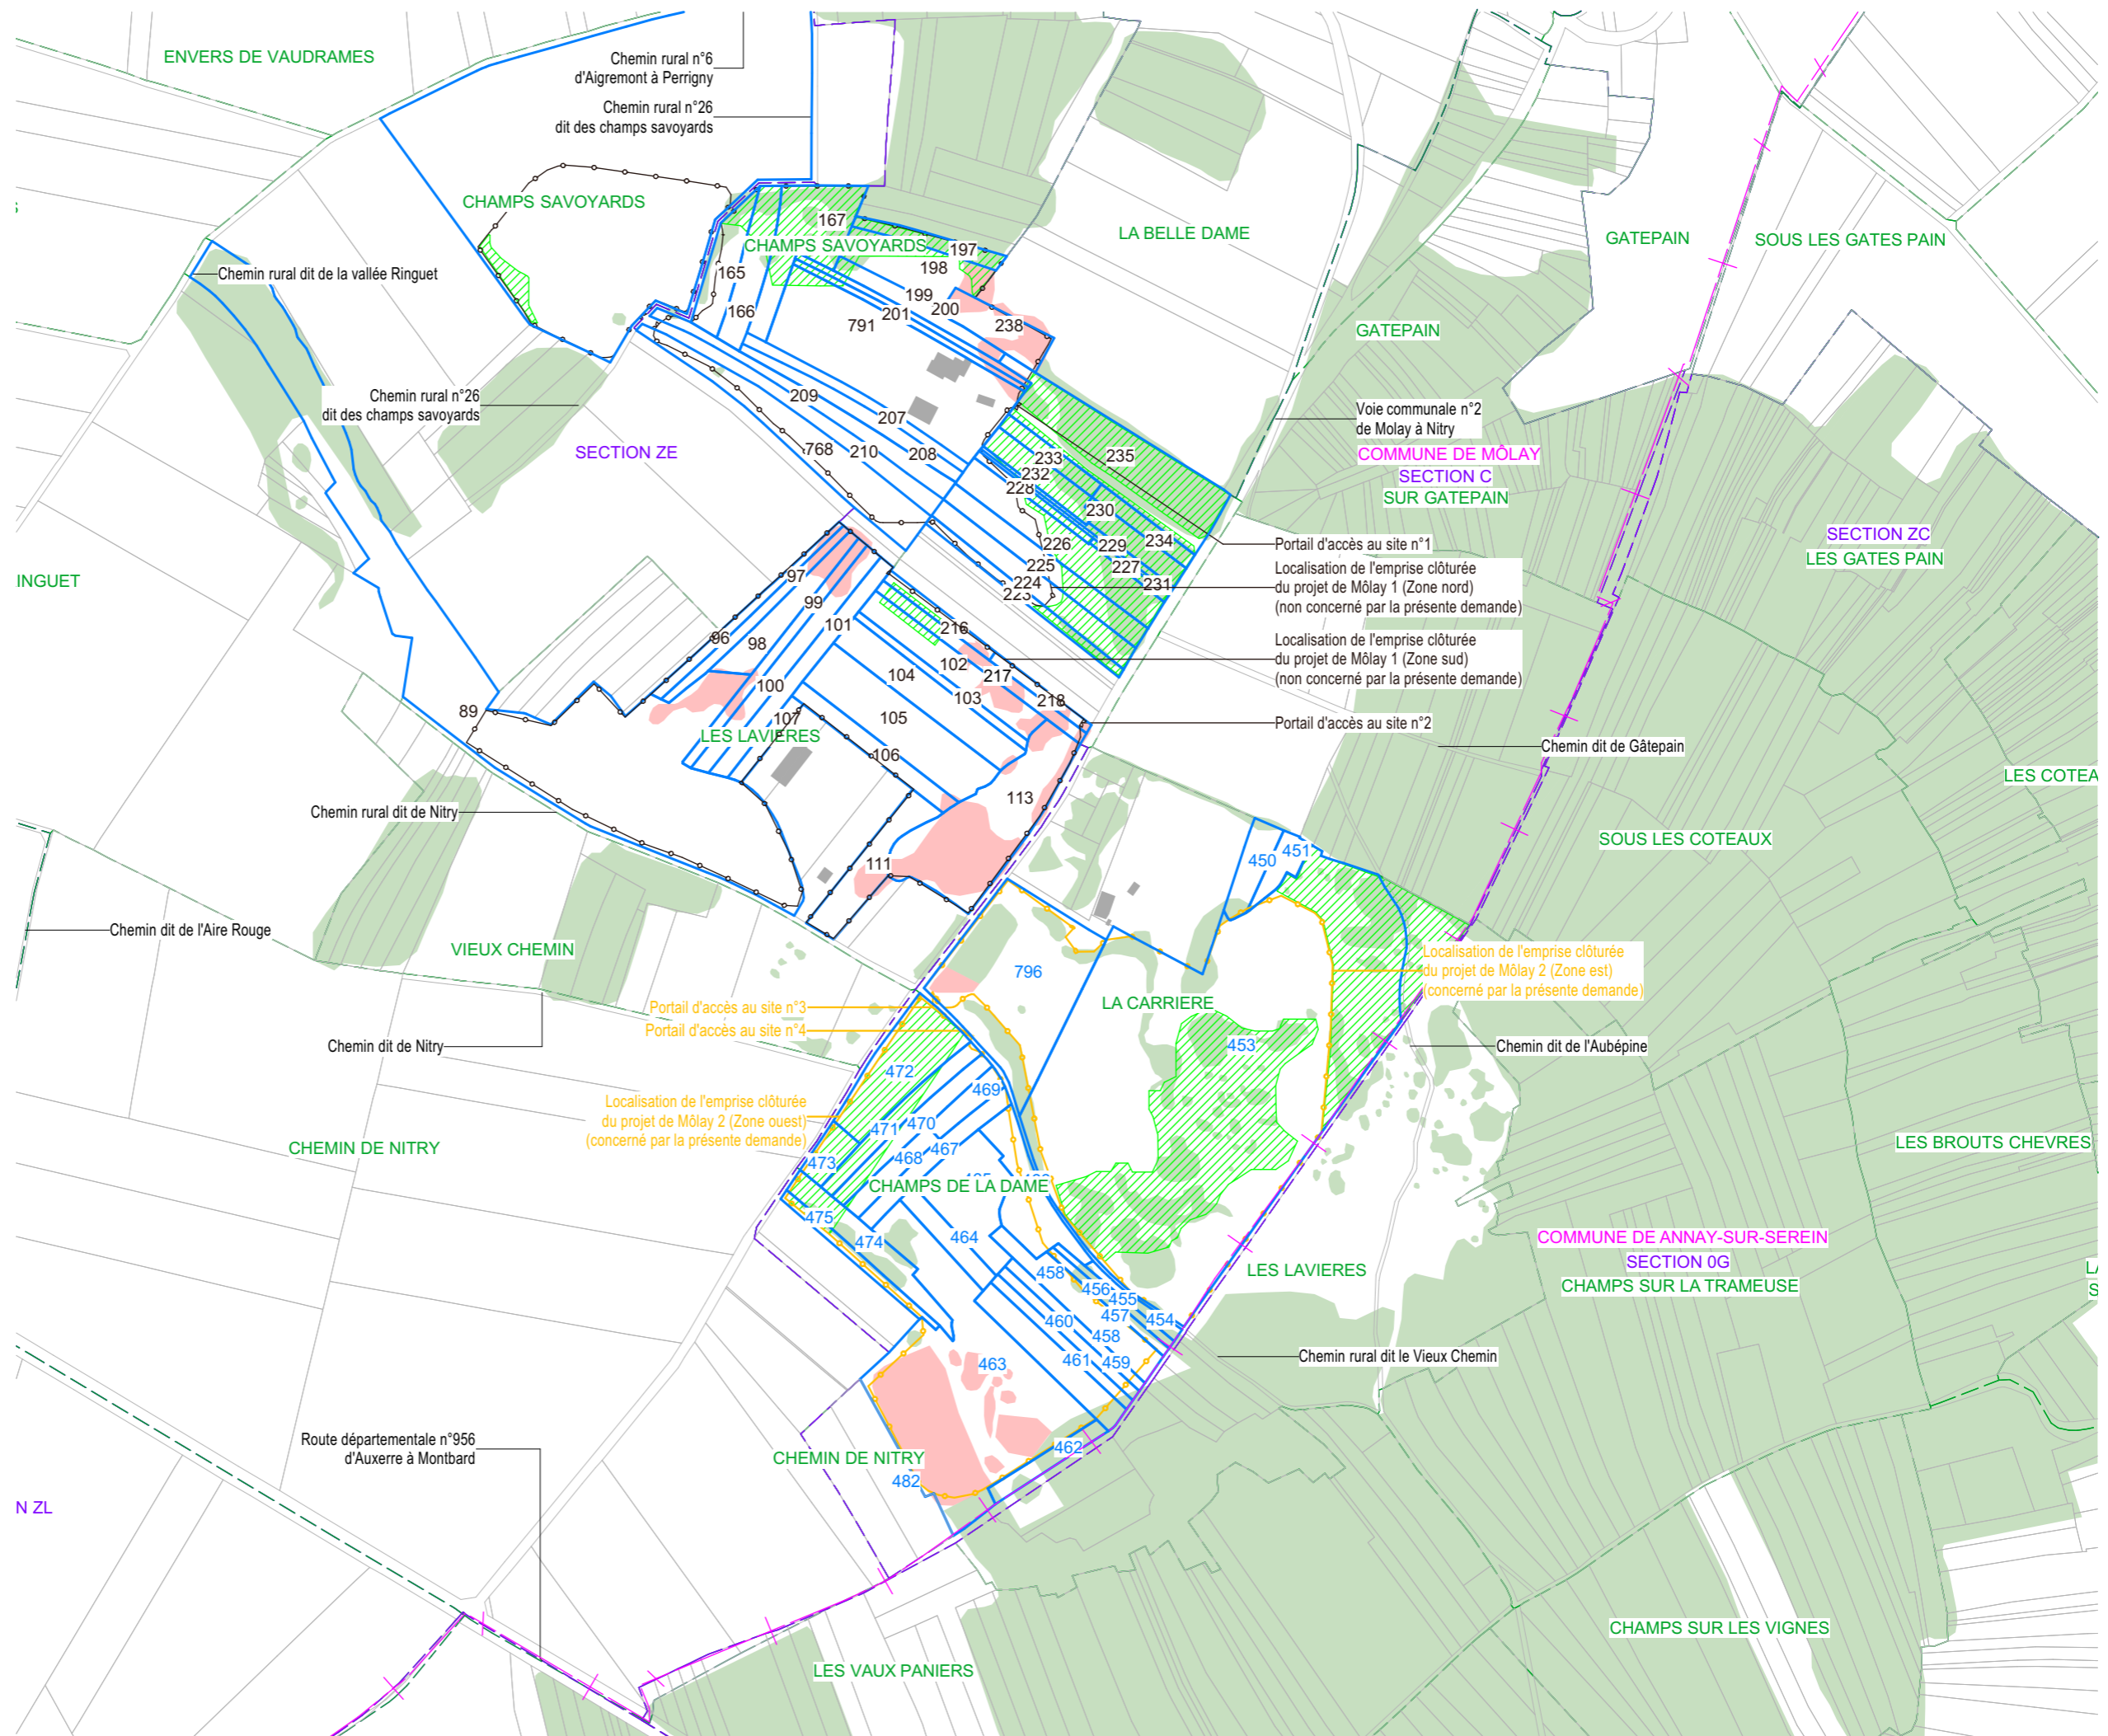 ENVERS DE VAUDRAMES
Chemin rural n°6
d'Aigremont à Perrigny
Chemin rural n°26
dit des champs savoyards
CHAMPS SAVOYARDS
167
CHAMPS SAVOYARDS
197
198
165
166
199
200
201
791
238
LA BELLE DAME
GATEPAIN
SOUS LES GATES PAIN
Chemin rural dit de la vallée Ringuet
GATEPAIN
Chemin rural n°26
dit des champs savoyards
SECTION ZE
209
207
768
210
208
233
232
228
235
230
229
234
227
231
226
225
224
223
Voie communale n°2
de Molay à Nitry
COMMUNE DE MÔLAY
SECTION C
SUR GATEPAIN
SECTION ZC
LES GATES PAIN
Portail d'accès au site n°1
Localisation de l'emprise clôturée
du projet de Môlay 1 (Zone nord)
(non concerné par la présente demande)
Localisation de l'emprise clôturée
du projet de Môlay 1 (Zone sud)
(non concerné par la présente demande)
Portail d'accès au site n°2
Chemin dit de Gâtepain
INGUET
97
99
101
96
98
216
102
217
104
103
218
100
107
105
106
89
LES LAVIERES
113
111
LES COTEA
SOUS LES COTEAUX
Chemin rural dit de Nitry
450
451
Chemin dit de l'Aire Rouge
VIEUX CHEMIN
796
LA CARRIERE
453
Localisation de l'emprise clôturée
du projet de Môlay 2 (Zone est)
(concerné par la présente demande)
Portail d'accès au site n°3
Portail d'accès au site n°4
Chemin dit de Nitry
Chemin dit de l'Aubépine
472
469
Localisation de l'emprise clôturée
du projet de Môlay 2 (Zone ouest)
(concerné par la présente demande)
471
470
467
468
473
CHEMIN DE NITRY
CHAMPS DE LA DAME
LES BROUTS CHEVRES
475
474
464
COMMUNE DE ANNAY-SUR-SEREIN
SECTION 0G
CHAMPS SUR LA TRAMEUSE
LES LAVIERES
458
456
455
457
454
460
458
461
459
463
Chemin rural dit le Vieux Chemin
Route départementale n°956
d'Auxerre à Montbard
CHEMIN DE NITRY
482
462
N ZL
CHAMPS SUR LES VIGNES
LES VAUX PANIERS